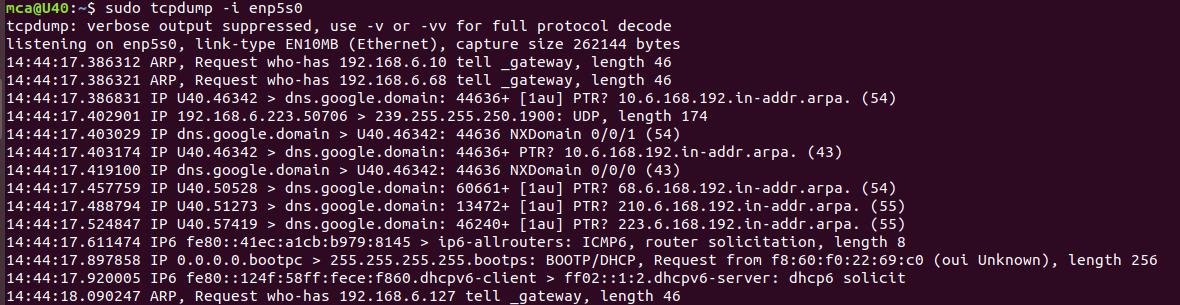 mca@U40:~$ sudo tcpdump -i enp5s0
tcpdump: verbose output suppressed, use -v or -vv for full protocol decode
listening on enp5s0, link-type EN10MB (Ethernet), capture size 262144 bytes
14:44:17.386312 ARP, Request who-has 192.168.6.10 tell _gateway, length 46
14:44:17.386321 ARP, Request who-has 192.168.6.68 tell _gateway, length 46
14:44:17.386831 IP U40.46342 > dns.google.domain: 44636+ [1au] PTR? 10.6.168.192.in-addr.arpa. (54)
14:44:17.402901 IP 192.168.6.223.50706 > 239.255.255.250.1900: UDP, length 174
14:44:17.403029 IP dns.google.domain > U40.46342: 44636 NXDomain 0/0/1 (54)
14:44:17.403174 IP U40.46342 > dns.google.domain: 44636+ PTR? 10.6.168.192.in-addr.arpa. (43)
14:44:17.419100 IP dns.google.domain > U40.46342: 44636 NXDomain 0/0/0 (43)
14:44:17.457759 IP U40.50528 > dns.google.domain: 60661+ [1au] PTR? 68.6.168.192.in-addr.arpa. (54)
14:44:17.488794 IP U40.51273 > dns.google.domain: 13472+ [1au] PTR? 210.6.168.192.in-addr.arpa. (55)
14:44:17.524847 IP U40.57419 > dns.google.domain: 46240+ [1au] PTR? 223.6.168.192.in-addr.arpa. (55)
14:44:17.611474 IP6 fe80::41ec:a1cb:b979:8145 > ip6-allrouters: ICMP6, router solicitation, length 8
14:44:17.897858 IP 0.0.0.0.bootpc > 255.255.255.255.bootps: BOOTP/DHCP, Request from f8:60:f0:22:69:c0 (oui Unknown), length 256
14:44:17.920005 IP6 fe80::124f:58ff:fece:f860.dhcpv6-client > ff02::1:2.dhcpv6-server: dhcp6 solicit
14:44:18.090247 ARP, Request who-has 192.168.6.127 tell _gateway, length 46